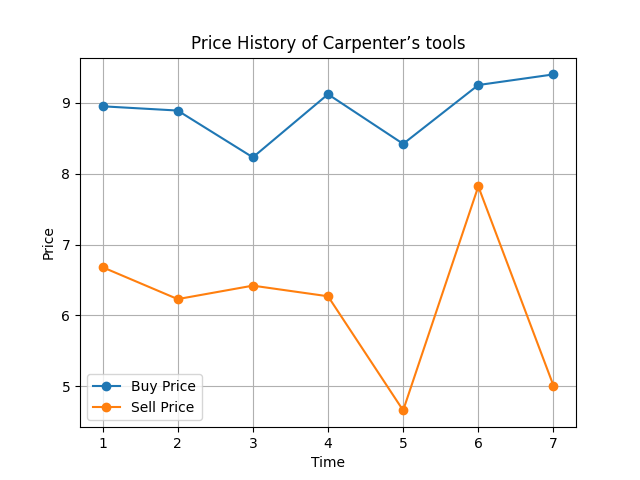 Price History of Carpenter’s tools
Price
9
8
7
6
5
Buy Price
Sell Price
1 2 3 4 5 6 7
Time